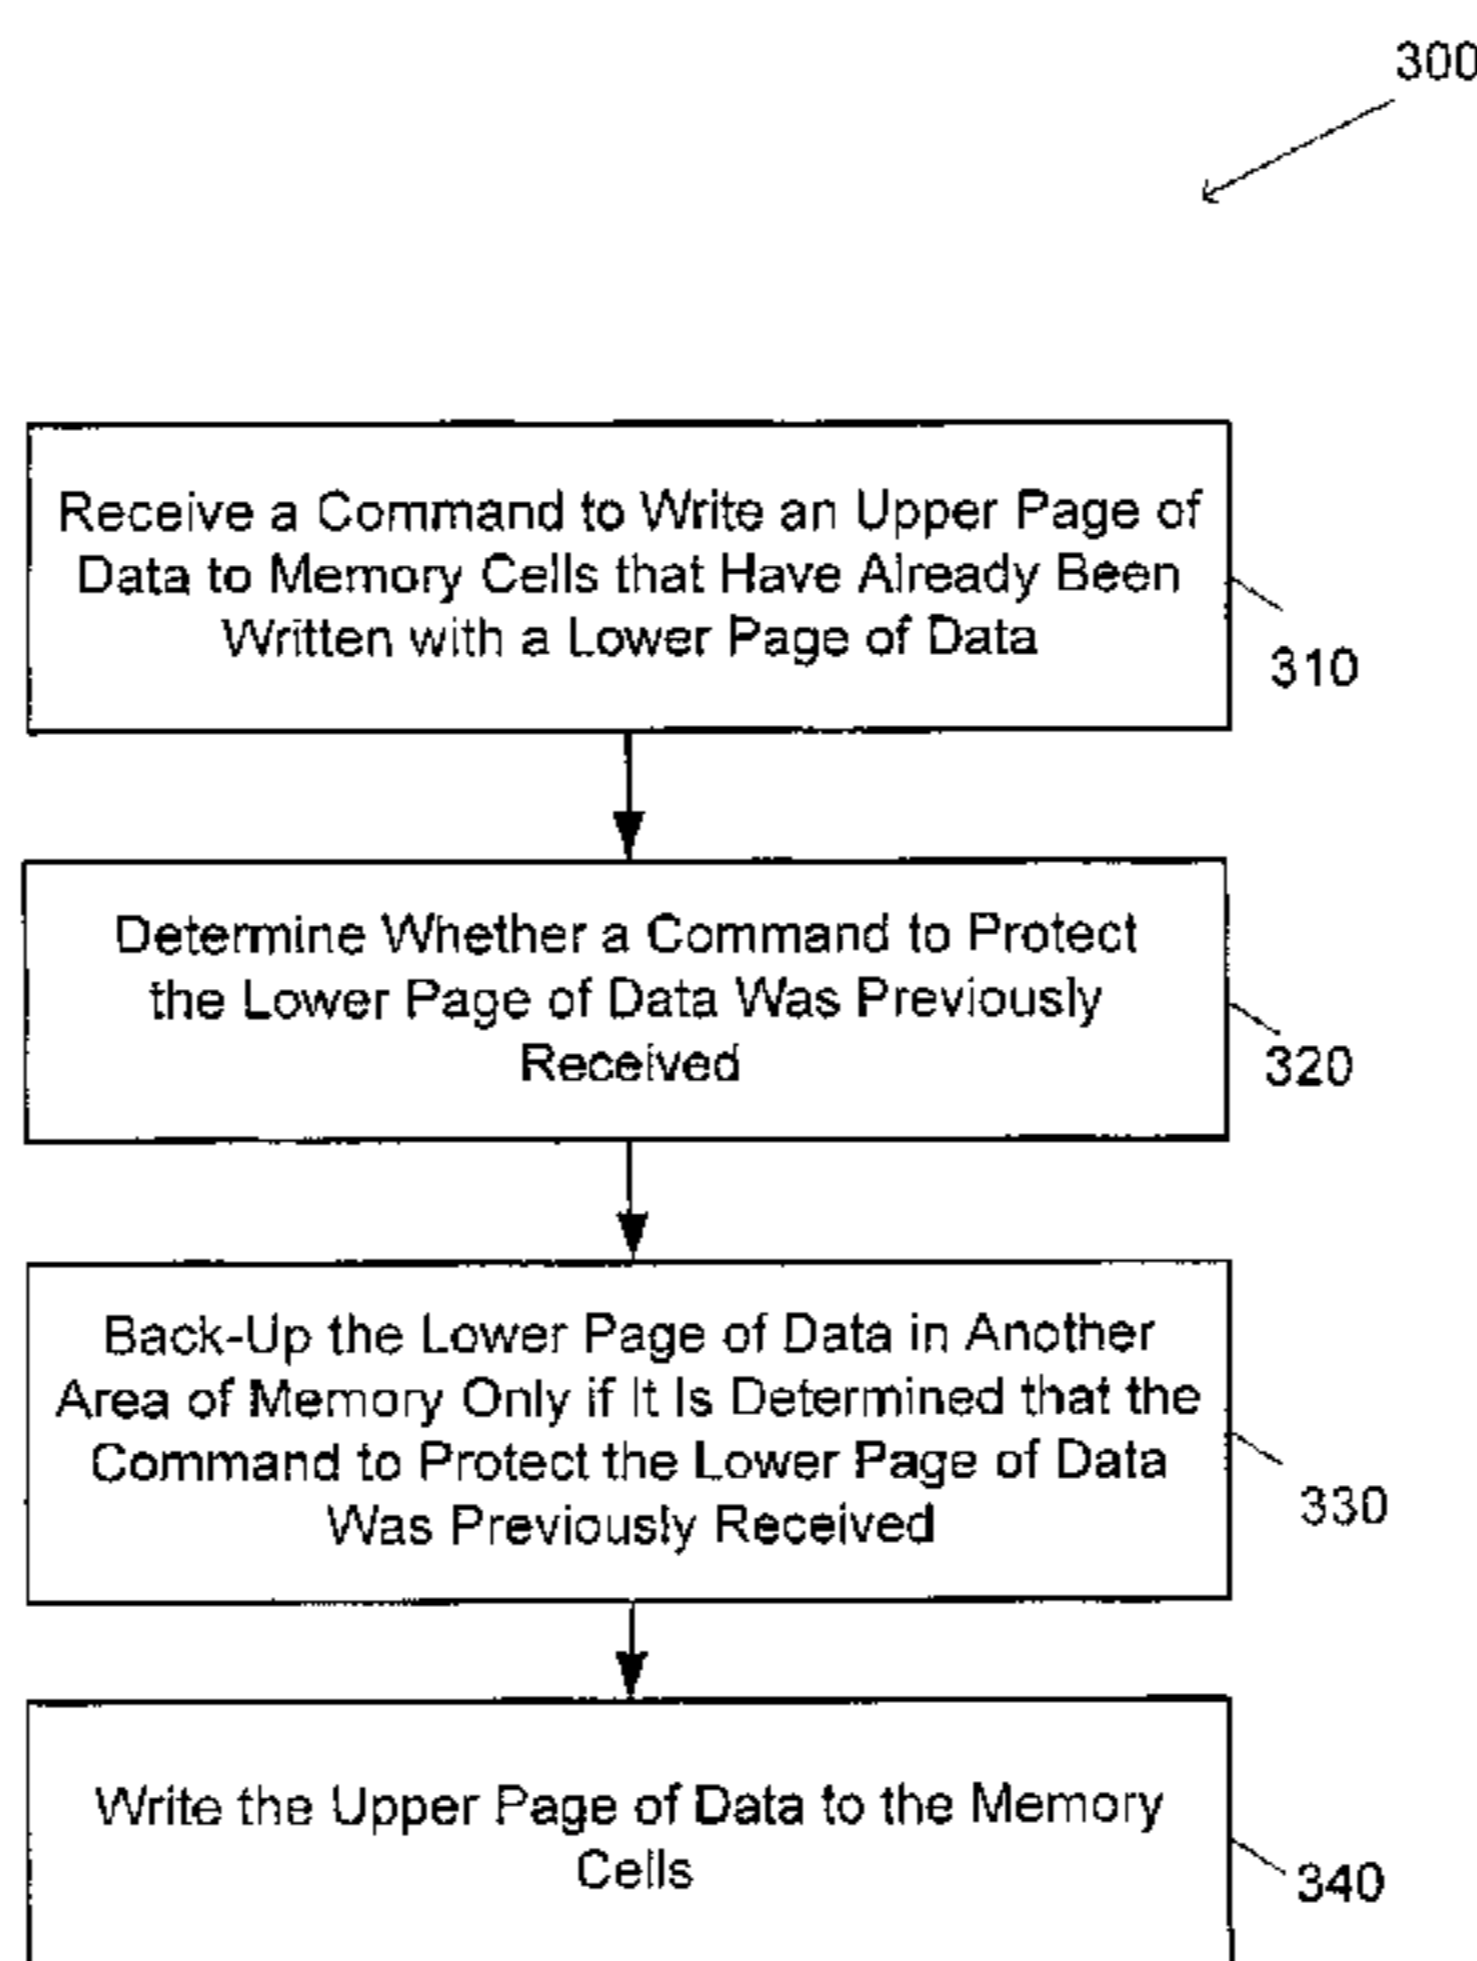 300
Receive a Command to Write an Upper Page of
Data to Memory Cells that Have Already Been
Written with a Lower Page of Data
310
Determine Whether a Command to Protect
the Lower Page of Data Was Previously
Received
320
Back-Up the Lower Page of Data in Another
Area of Memory Only if It Is Determined that the
Command to Protect the Lower Page of Data
Was Previously Received
330
Write the Upper Page of Data to the Memory
Cells
340